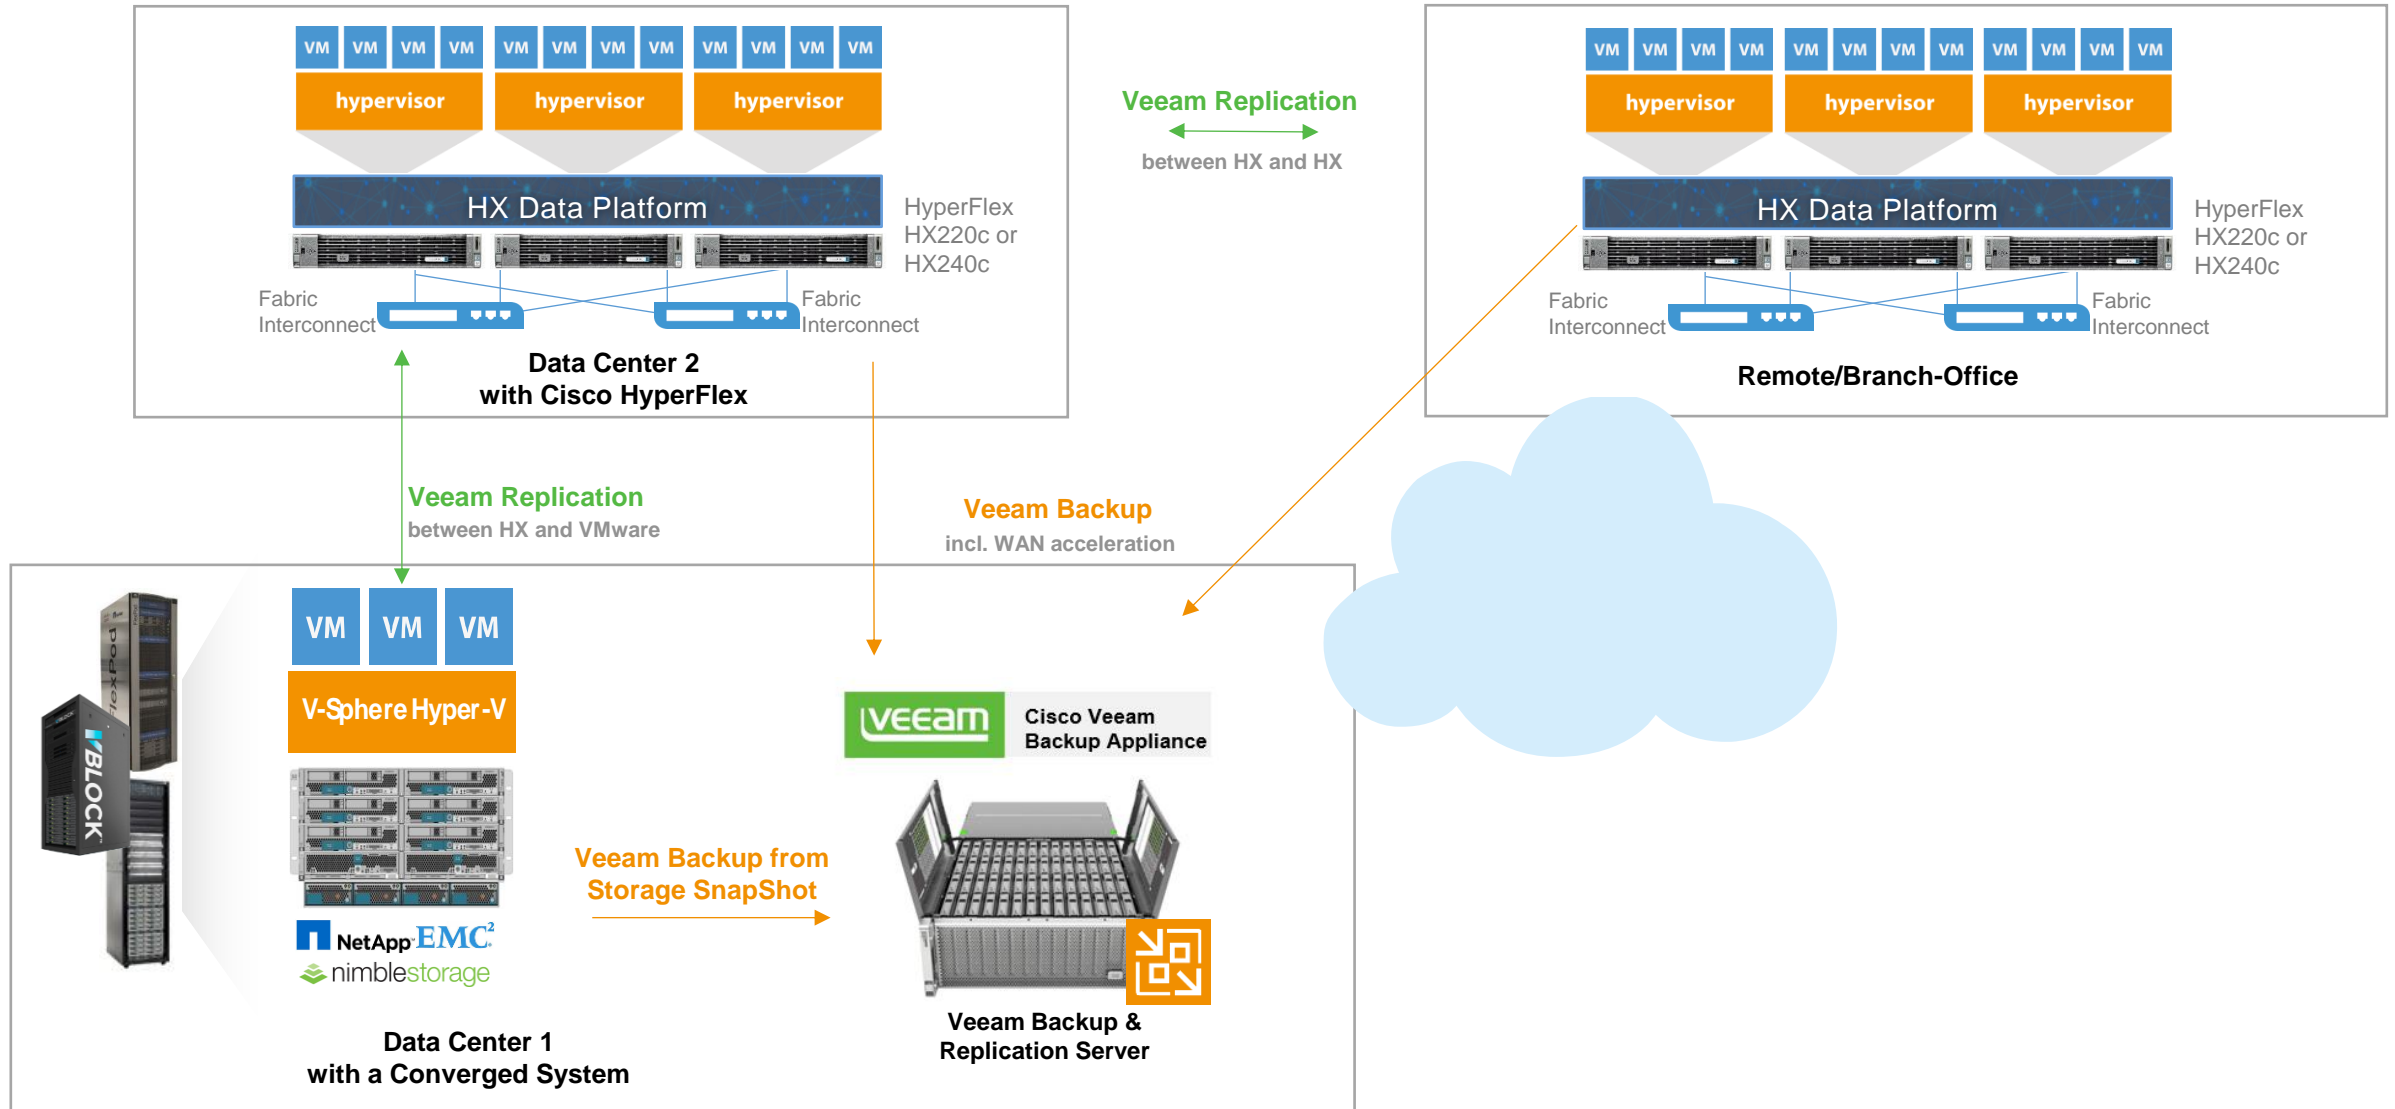 VM VM VM VM VM VM VM VM VM VM VM VM
hypervisor hypervisor hypervisor
HX Data Platform
HyperFlex
HX220c or
HX240c
Fabric
Interconnect
Fabric
Interconnect
Data Center 2
with Cisco HyperFlex
Veeam Replication
between HX and HX
VM VM VM VM VM VM VM VM VM VM VM VM
hypervisor hypervisor hypervisor
HX Data Platform
HyperFlex
HX220c or
HX240c
Fabric
Interconnect
Fabric
Interconnect
Remote/Branch-Office
Veeam Replication
between HX and VMware
Veeam Backup
incl. WAN acceleration
FlexPod
VBLOCK
VM VM VM
V-Sphere Hyper-V
NetApp™ EMC²
nimblestorage
Data Center 1
with a Converged System
Veeam Backup from
Storage SnapShot
veeam
Cisco Veeam
Backup Appliance
Veeam Backup &
Replication Server